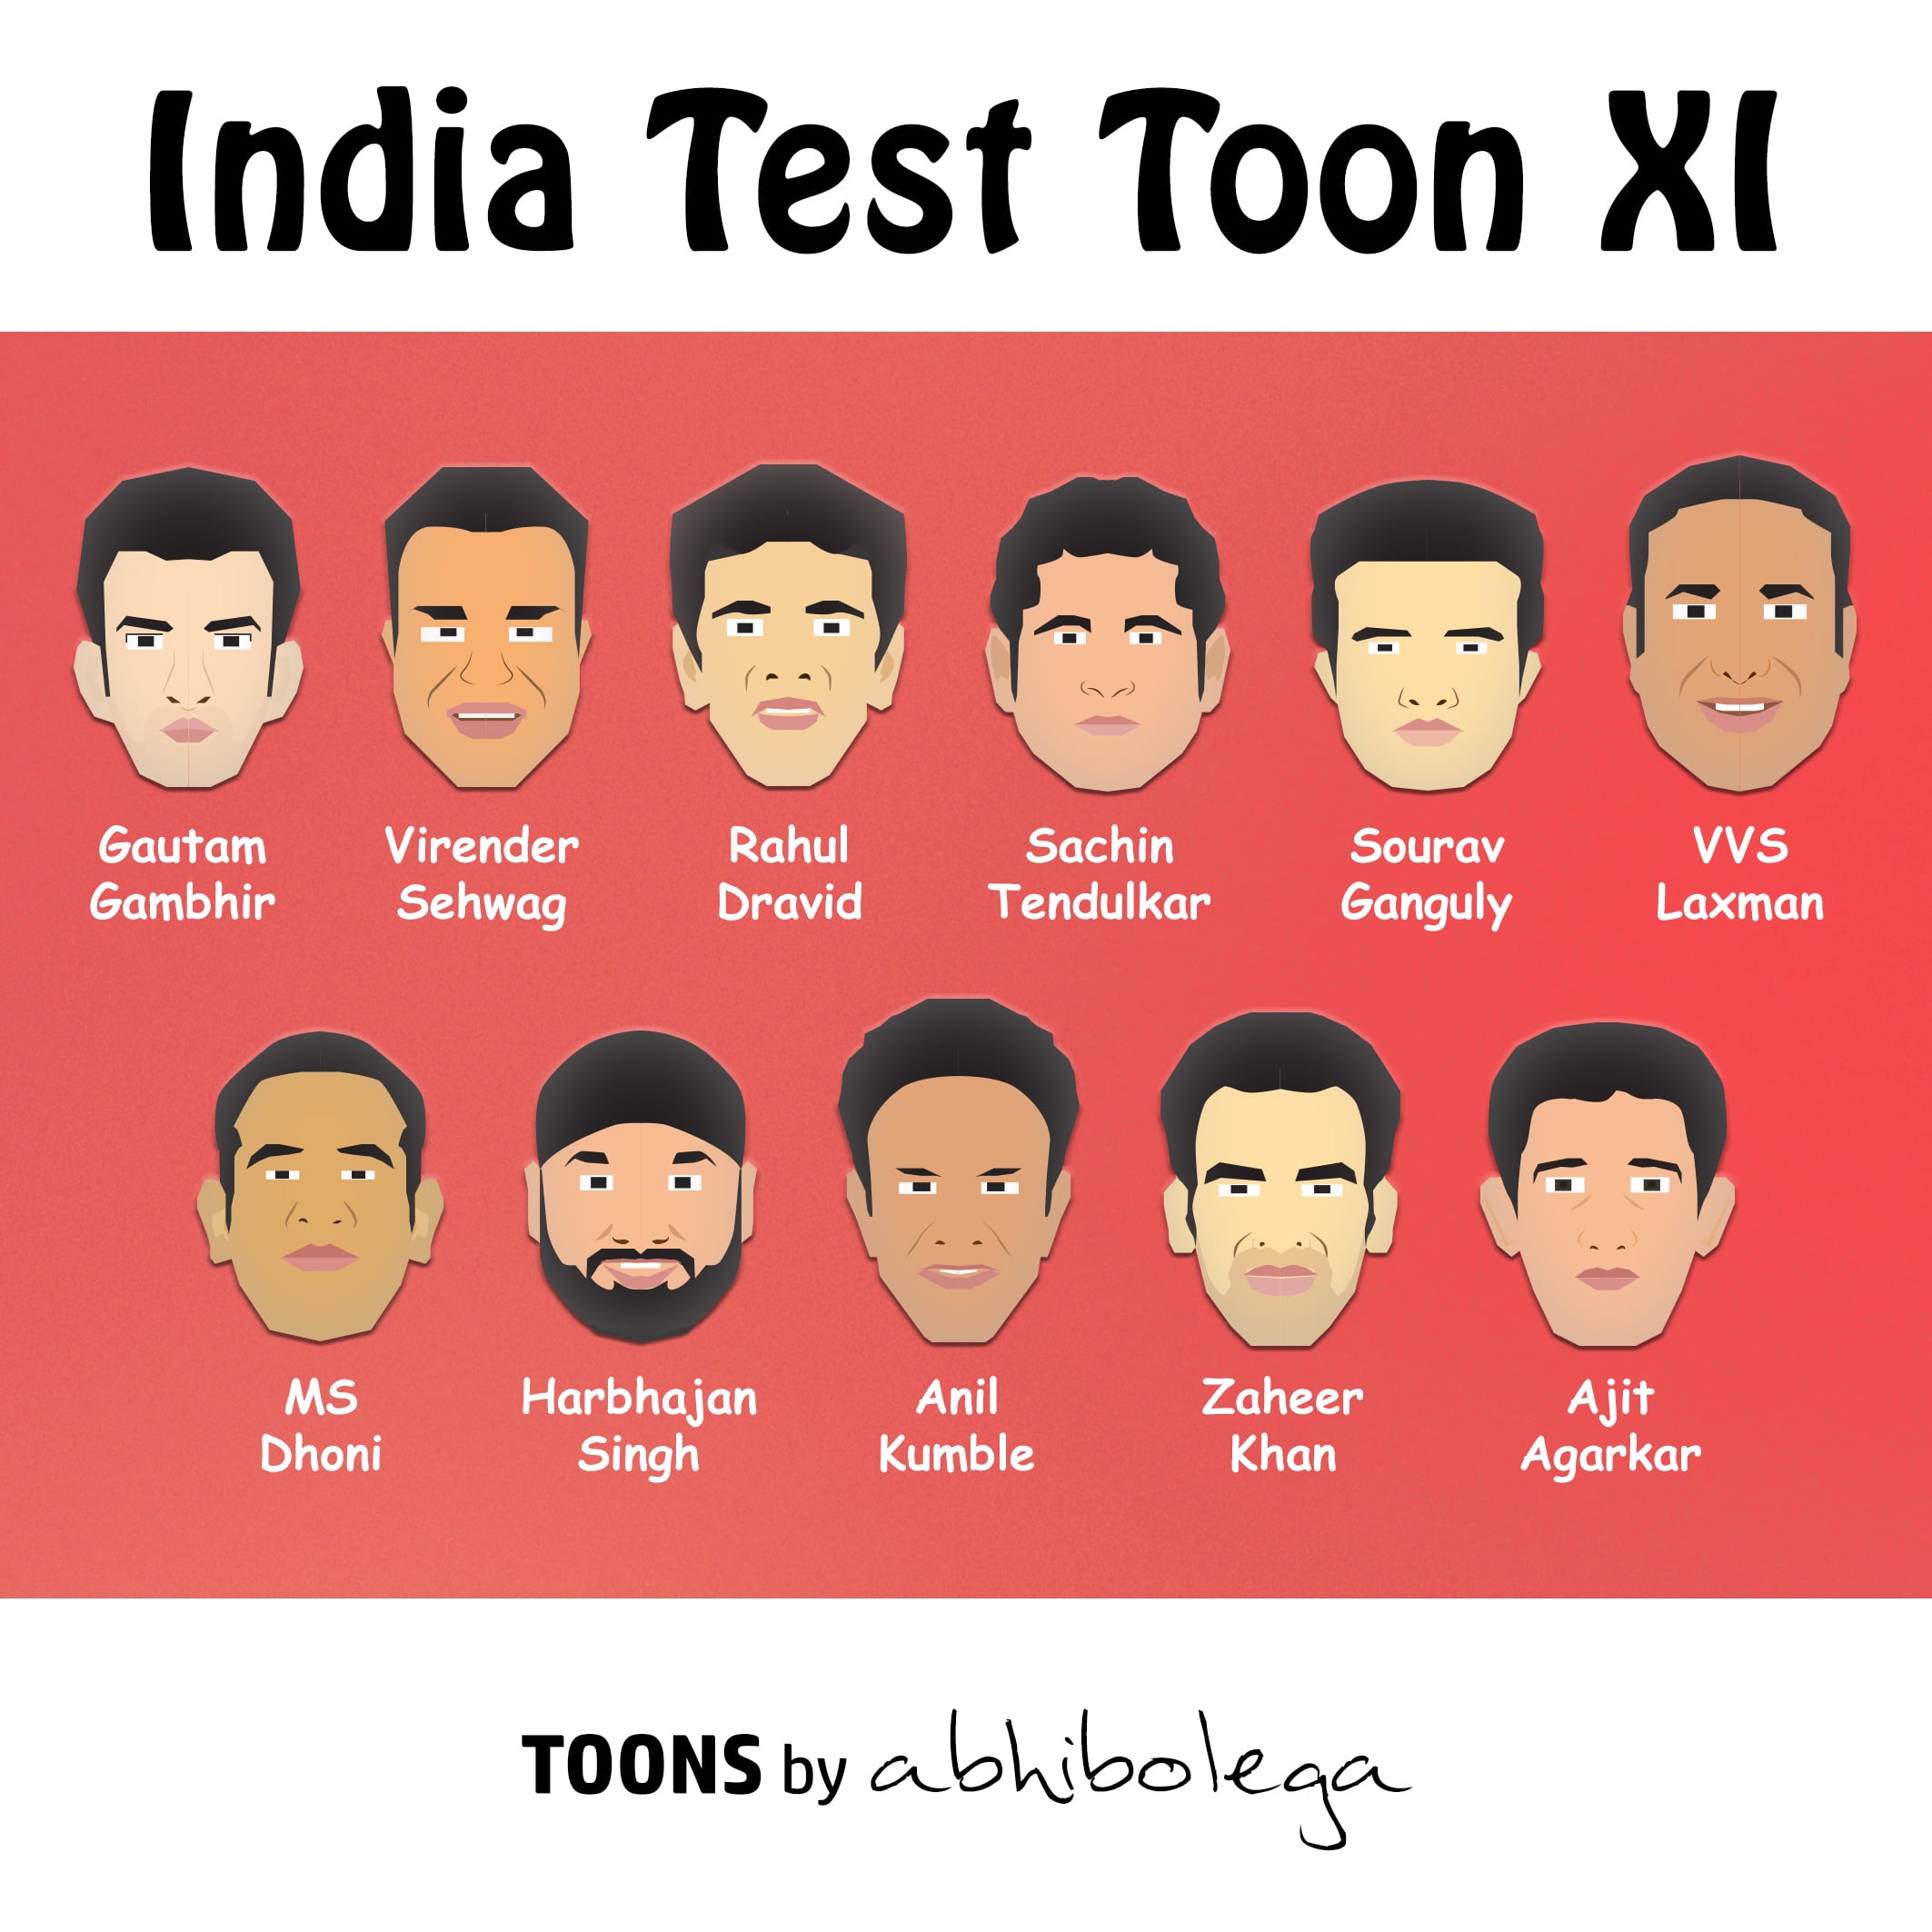 India Test Toon XI
Gautam Gambhir
Virender Sehwag
Rahul Dravid
Sachin Tendulkar
Sourav Ganguly
VVS Laxman
MS Dhoni
Harbhajan Singh
Anil Kumble
Zaheer Khan
Ajit Agarkar
TOONS by abhibolega